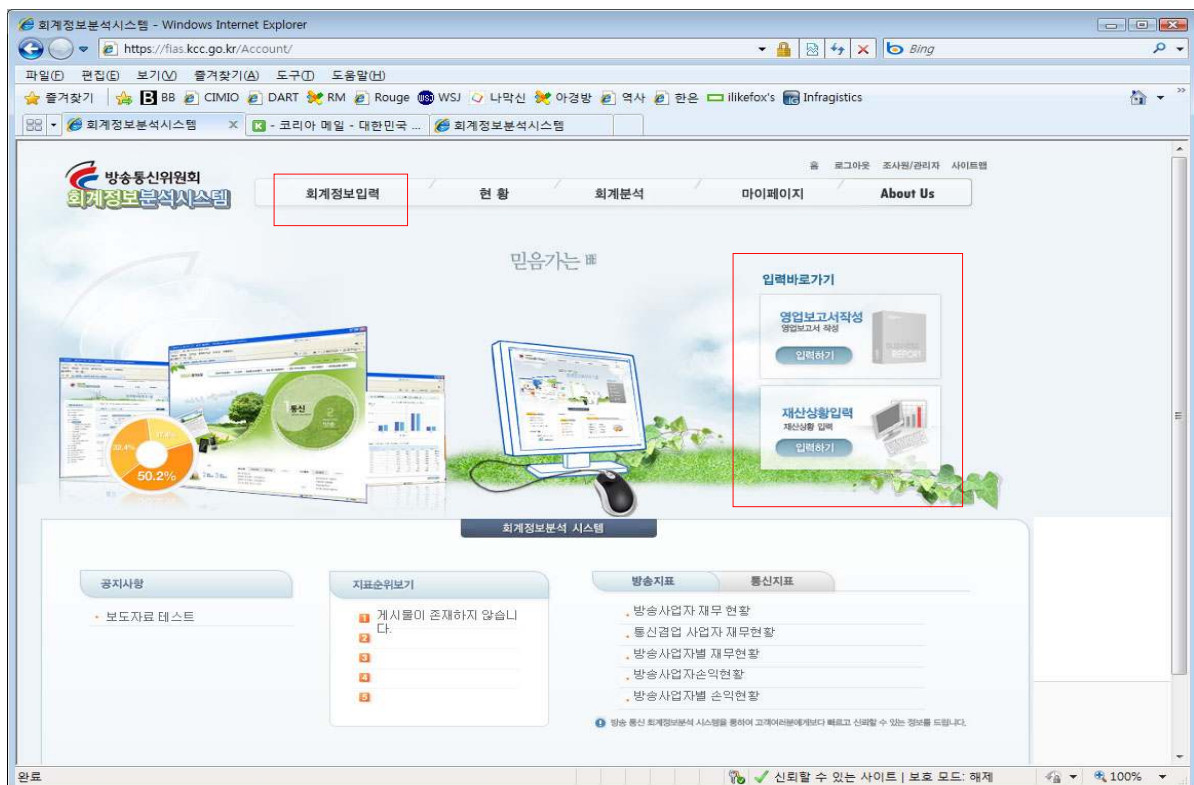 회계정보분석시스템 - Windows Internet Explorer
https://fias.kcc.go.kr/Account/
Bing
파일(F) 편집(E) 보기(V) 즐겨찾기(A) 도구(T) 도움말(H)
즐겨찾기 BB CIMIO DART RM Rouge WSJ 나막신 아경방 역사 한은 ilikefox's Infragistics
회계정보분석시스템 - 코리아 메일 - 대한민국 ... 회계정보분석시스템
홈 로그아웃 조사원/관리자 사이트맵
방송통신위원회
회계정보분석시스템
회계정보입력 현 황 회계분석 마이페이지 About Us
믿음가는
입력바로가기
영업보고서작성
영업보고서 작성
입력하기
1 REPORT
재산상황입력
재산상황 입력
입력하기
통신
50.2%
회계정보분석 시스템
공지사항
보도자료 테스트
지표순위보기
1 게시물이 존재하지 않습니
다.
2
3
4
5
방송지표 통신지표
방송사업자 재무 현황
통신겸업 사업자 재무현황
방송사업자별 재무현황
방송사업자손익현황
방송사업자별 손익현황
방송 통신 회계정보분석 시스템을 통하여 고객여러분에게보다 빠르고 신뢰할 수 있는 정보를 드립니다.
완료
신뢰할 수 있는 사이트 | 보호 모드: 해제
100%